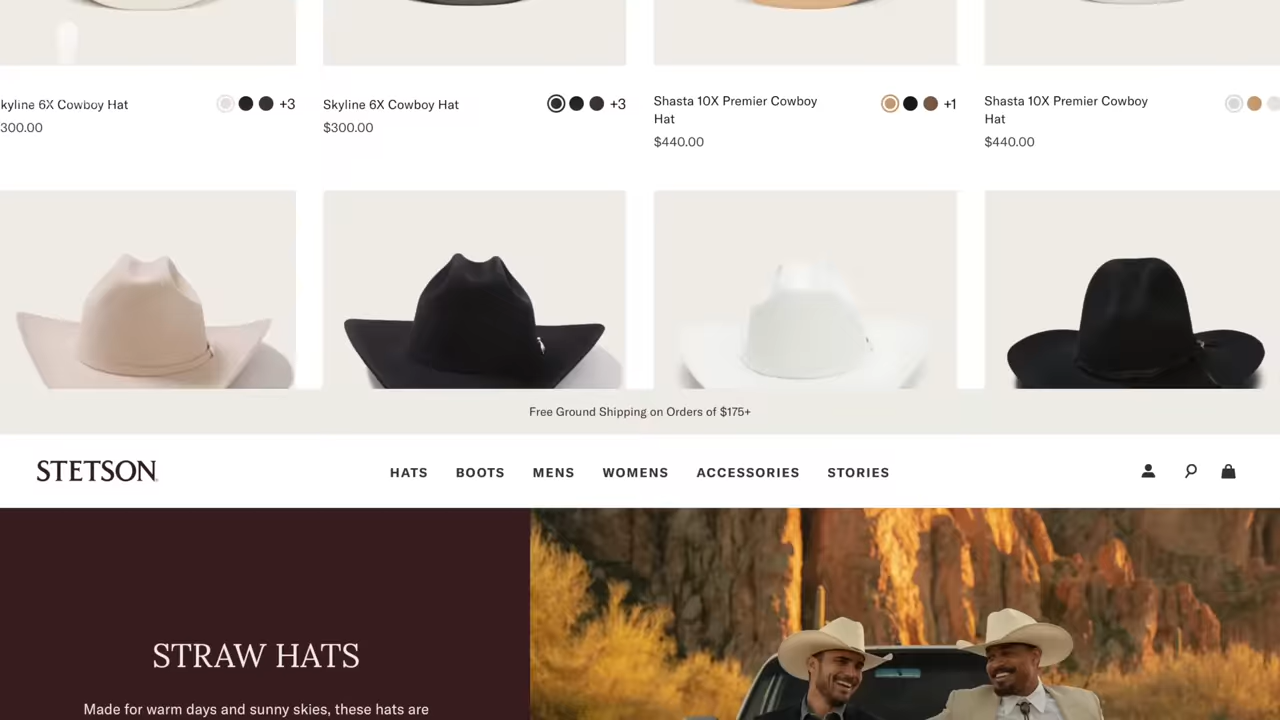 kyline 6X Cowboy Hat
+3
300.00
Skyline 6X Cowboy Hat
+3
$300.00
Shasta 10X Premier Cowboy
Hat
+1
$440.00
Shasta 10X Premier Cowboy
Hat
$440.00
Free Ground Shipping on Orders of $175+
STETSON
HATS
BOOTS
MENS
WOMENS
ACCESSORIES
STORIES
STRAW HATS
Made for warm days and sunny skies, these hats are